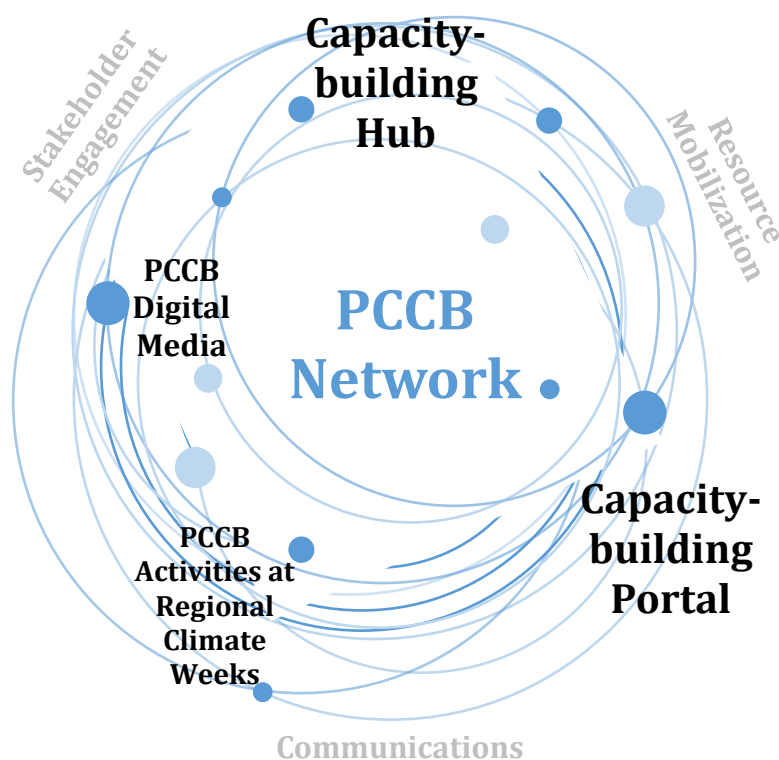 Capacity-
building
Hub
Stakeholder
Engagement
Resource
Mobilization
PCCB
Digital
Media
PCCB
Network
Capacity-
building
Portal
PCCB
Activities at
Regional
Climate
Weeks
Communications